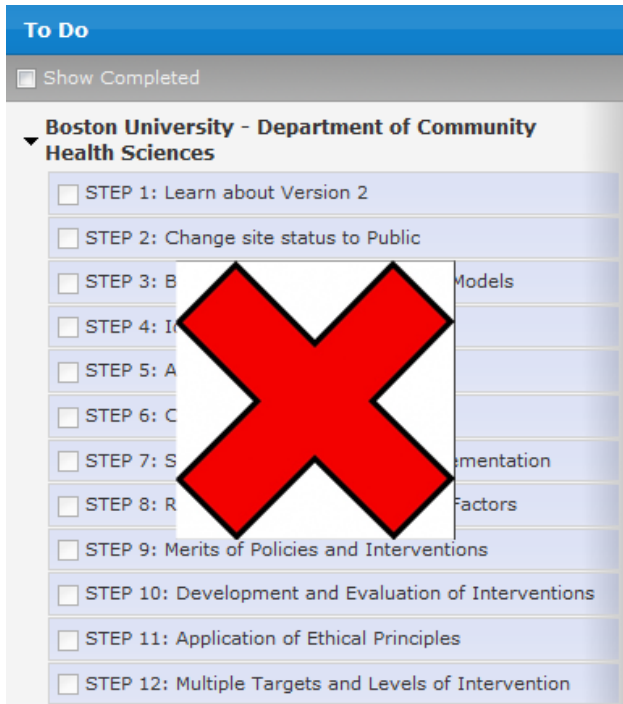 To Do
Show Completed
Boston University - Department of Community
Health Sciences
STEP 1: Learn about Version 2
STEP 2: Change site status to Public
STEP 3: Models
STEP 4:
STEP 5:
STEP 6:
STEP 7:
STEP 8: Factors
STEP 9: Merits of Policies and Interventions
STEP 10: Development and Evaluation of Interventions
STEP 11: Application of Ethical Principles
STEP 12: Multiple Targets and Levels of Intervention